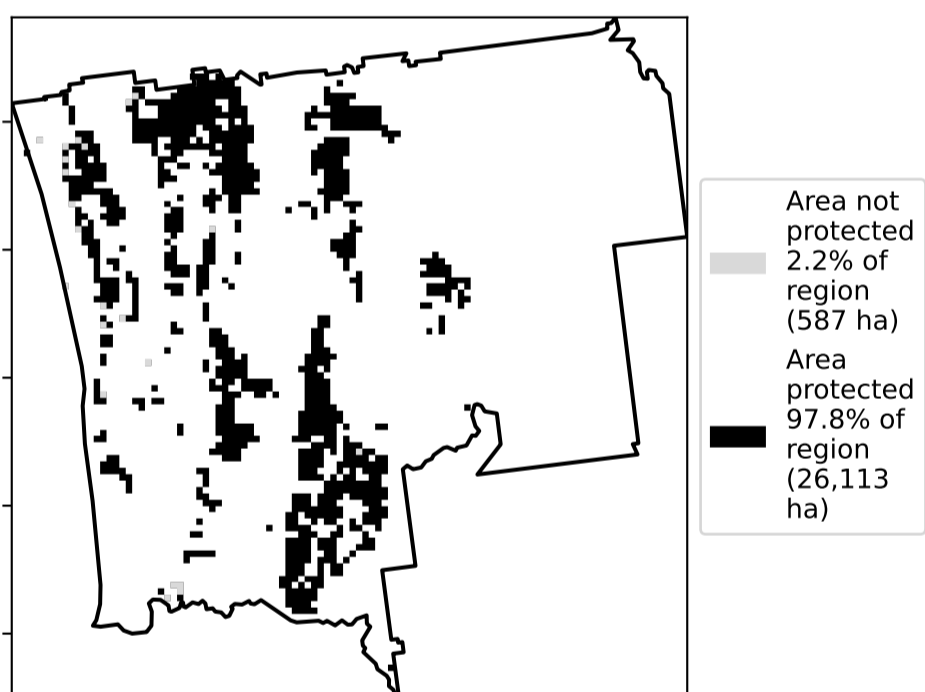 Area not
protected
2.2% of
region
(587 ha)
Area
protected
97.8% of
region
(26,113
ha)